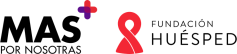 MAS
POR NOSOTRAS
FUNDACIÓN
HUÉSPED